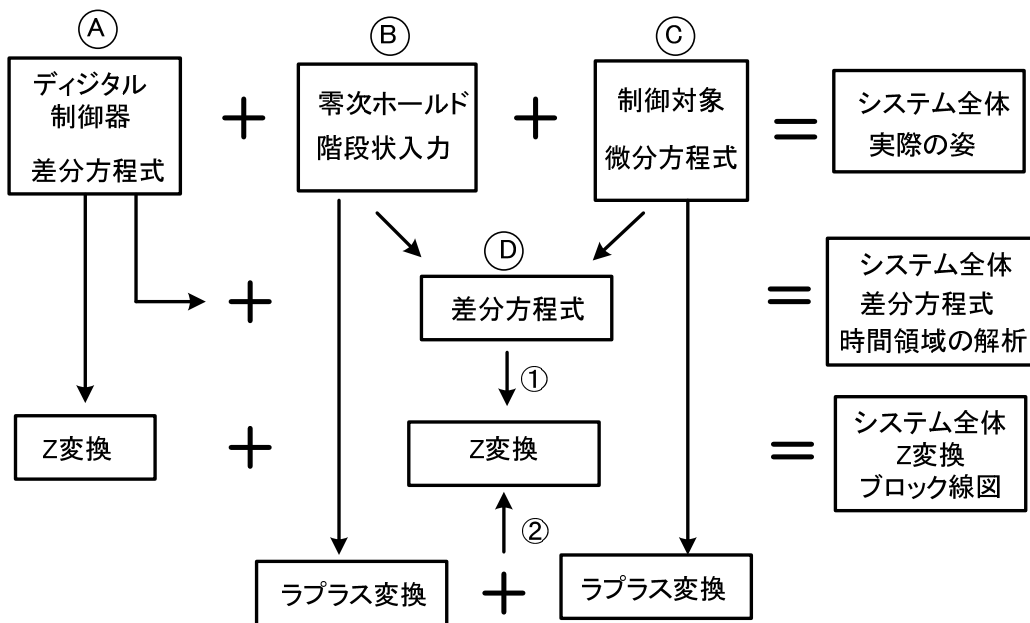 A
B
C
ディジタル
制御器
差分方程式
+
零次ホールド
階段状入力
+
制御対象
微分方程式
=
システム全体
実際の姿
D
+
差分方程式
=
システム全体
差分方程式
時間領域の解析
①
Z変換
+
Z変換
=
システム全体
Z変換
ブロック線図
②
ラプラス変換
+
ラプラス変換